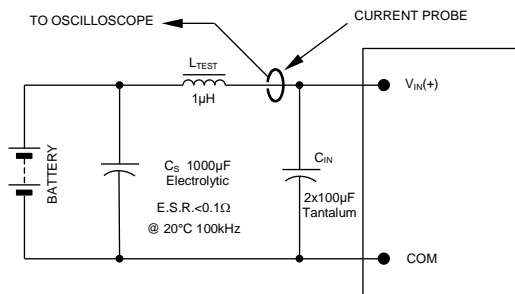 TO OSCILLOSCOPE
CURRENT PROBE
LTEST
1µH
VIN(+)
BATTERY
CS 1000µF
Electrolytic
E.S.R.<0.1Ω
@ 20°C 100kHz
CIN
2x100µF
Tantalum
COM